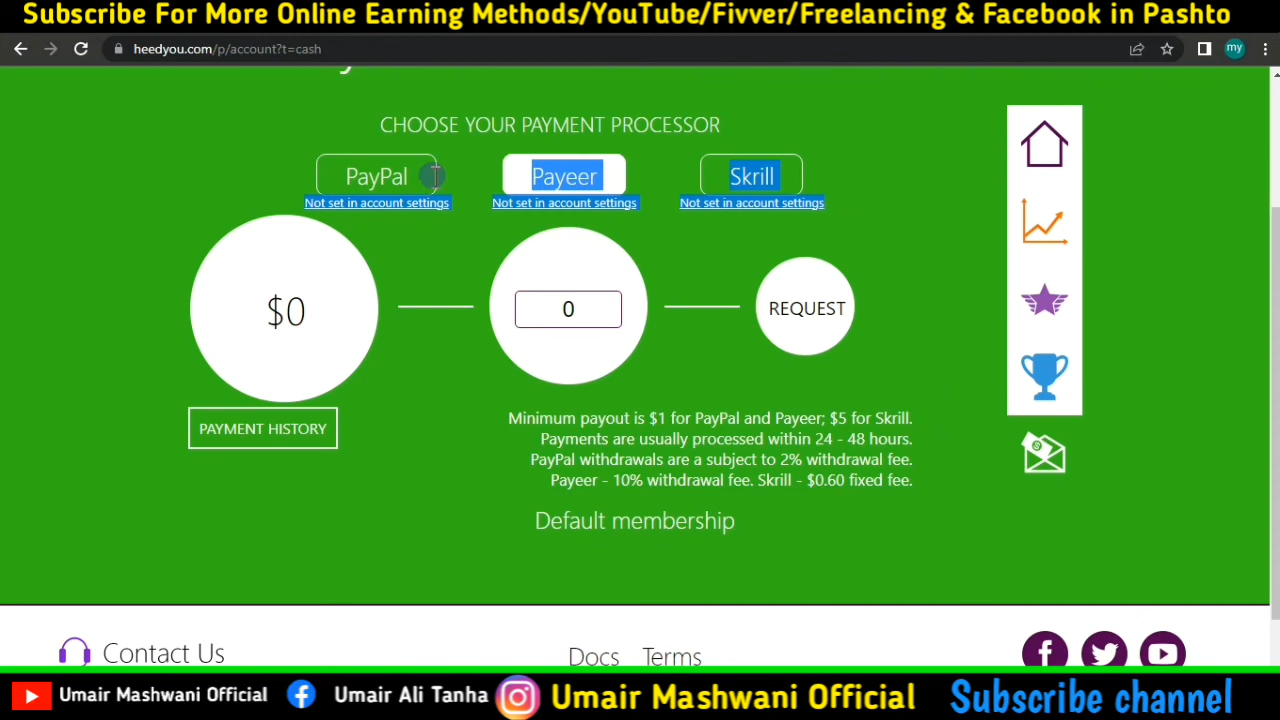 Subscribe For More Online Earning Methods/YouTube/Fivver/Freelancing & Facebook in Pashto
heedyou.com/p/account?t=cash
my
CHOOSE YOUR PAYMENT PROCESSOR
PayPal Payeer Skrill
Not set in account settings Not set in account settings Not set in account settings
$0 0 REQUEST
PAYMENT HISTORY
Minimum payout is $1 for PayPal and Payeer; $5 for Skrill.
Payments are usually processed within 24 - 48 hours.
PayPal withdrawals are a subject to 2% withdrawal fee.
Payeer - 10% withdrawal fee. Skrill - $0.60 fixed fee.
Default membership
Contact Us Docs Terms
Umair Mashwani Official Umair Ali Tanha Umair Mashwani Official Subscribe channel